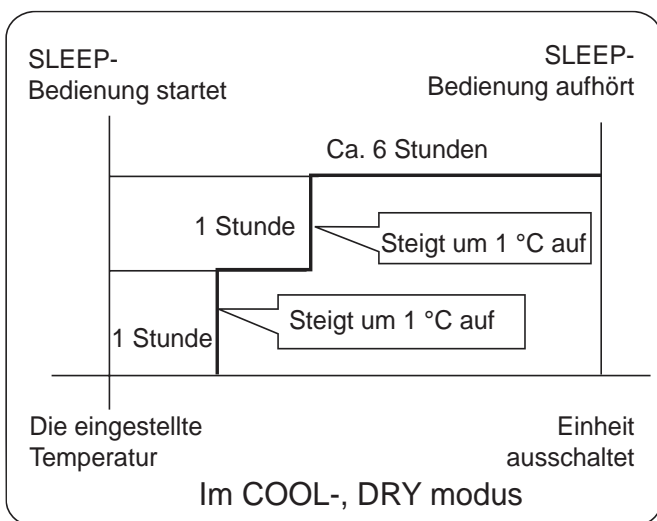 SLEEP-
Bedienung startet
SLEEP-
Bedienung aufhört
Ca. 6 Stunden
1 Stunde
Steigt um 1 °C auf
Steigt um 1 °C auf
1 Stunde
Die eingestellte
Temperatur
Einheit
ausschaltet
Im COOL-, DRY modus